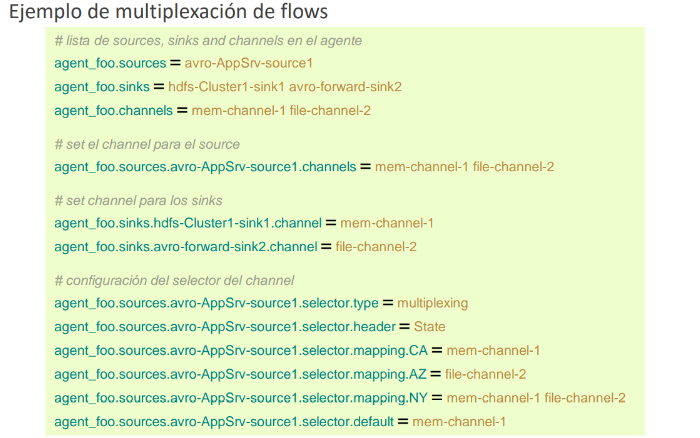 Ejemplo de multiplexación de flows
# lista de sources, sinks and channels en el agente
agent_foo.sources = avro-AppSrv-source1
agent_foo.sinks = hdfs-Cluster1-sink1 avro-forward-sink2
agent_foo.channels = mem-channel-1 file-channel-2
# set el channel para el source
agent_foo.sources.avro-AppSrv-source1.channels = mem-channel-1 file-channel-2
# set channel para los sinks
agent_foo.sinks.hdfs-Cluster1-sink1.channel = mem-channel-1
agent_foo.sinks.avro-forward-sink2.channel = file-channel-2
# configuración del selector del channel
agent_foo.sources.avro-AppSrv-source1.selector.type = multiplexing
agent_foo.sources.avro-AppSrv-source1.selector.header = State
agent_foo.sources.avro-AppSrv-source1.selector.mapping.CA = mem-channel-1
agent_foo.sources.avro-AppSrv-source1.selector.mapping.AZ = file-channel-2
agent_foo.sources.avro-AppSrv-source1.selector.mapping.NY = mem-channel-1 file-channel-2
agent_foo.sources.avro-AppSrv-source1.selector.default = mem-channel-1